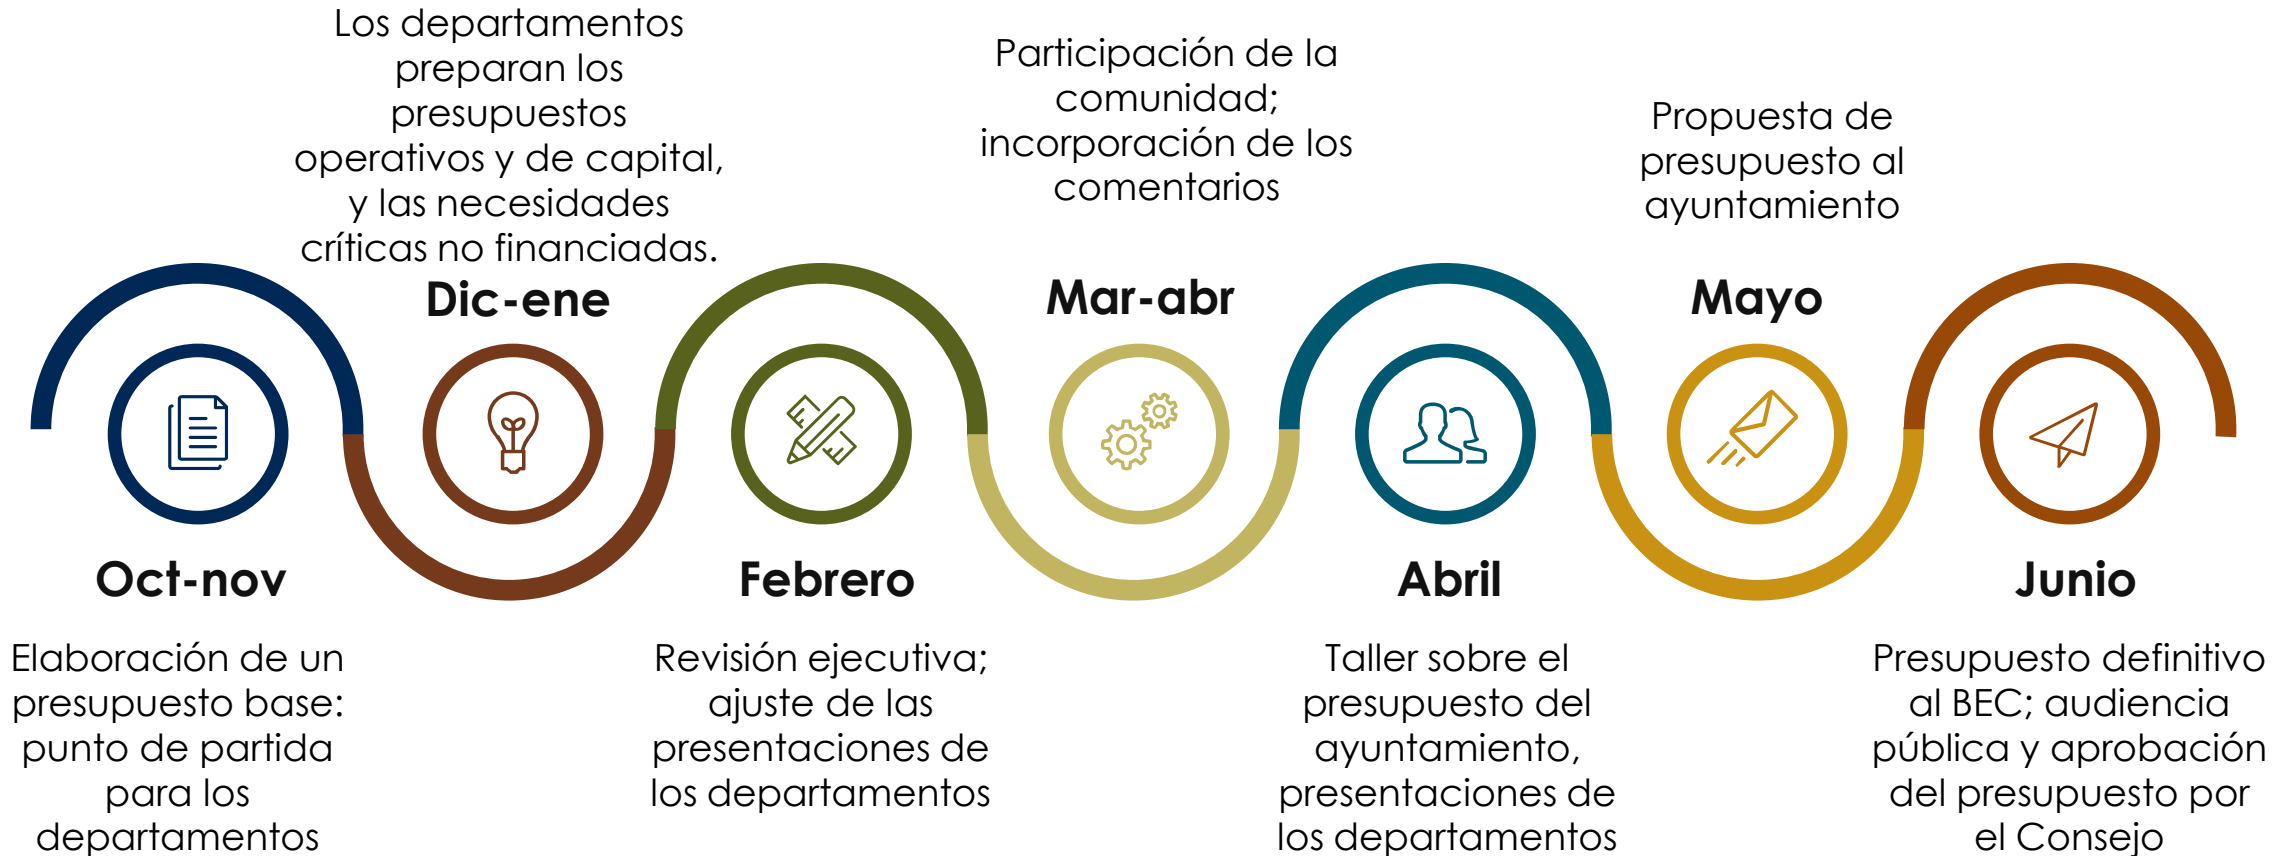 Oct-nov
Elaboración de un
presupuesto base:
punto de partida
para los
departamentos
Los departamentos
preparan los
presupuestos
operativos y de capital,
y las necesidades
críticas no financiadas.
Dic-ene
Febrero
Revisión ejecutiva;
ajuste de las
presentaciones de
los departamentos
Participación de la
comunidad;
incorporación de los
comentarios
Mar-abr
Abril
Taller sobre el
presupuesto del
ayuntamiento,
presentaciones de
los departamentos
Propuesta de
presupuesto al
ayuntamiento
Mayo
Junio
Presupuesto definitivo
al BEC; audiencia
pública y aprobación
del presupuesto por
el Consejo